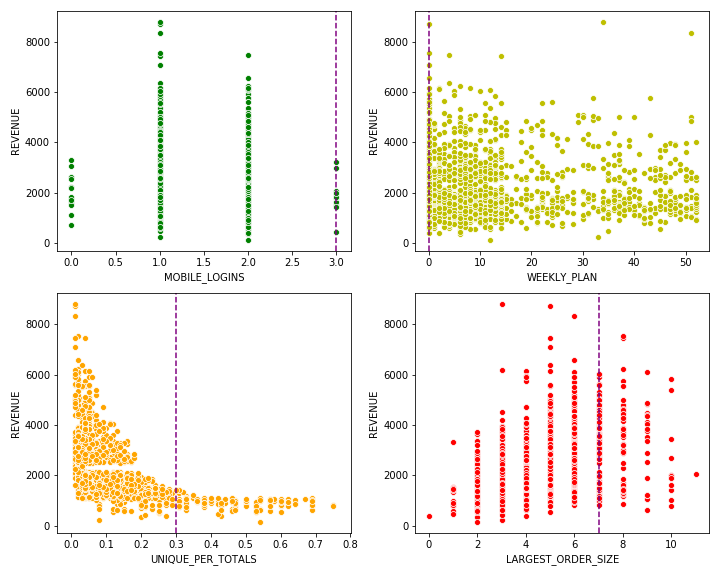 8000
6000
4000
2000
0
REVENUE
0.0 0.5 1.0 1.5 2.0 2.5 3.0
MOBILE_LOGINS
8000
6000
4000
2000
0
REVENUE
0 10 20 30 40 50
WEEKLY_PLAN
8000
6000
4000
2000
0
REVENUE
0.0 0.1 0.2 0.3 0.4 0.5 0.6 0.7 0.8
UNIQUE_PER_TOTALS
8000
6000
4000
2000
0
REVENUE
0 2 4 6 8 10
LARGEST_ORDER_SIZE